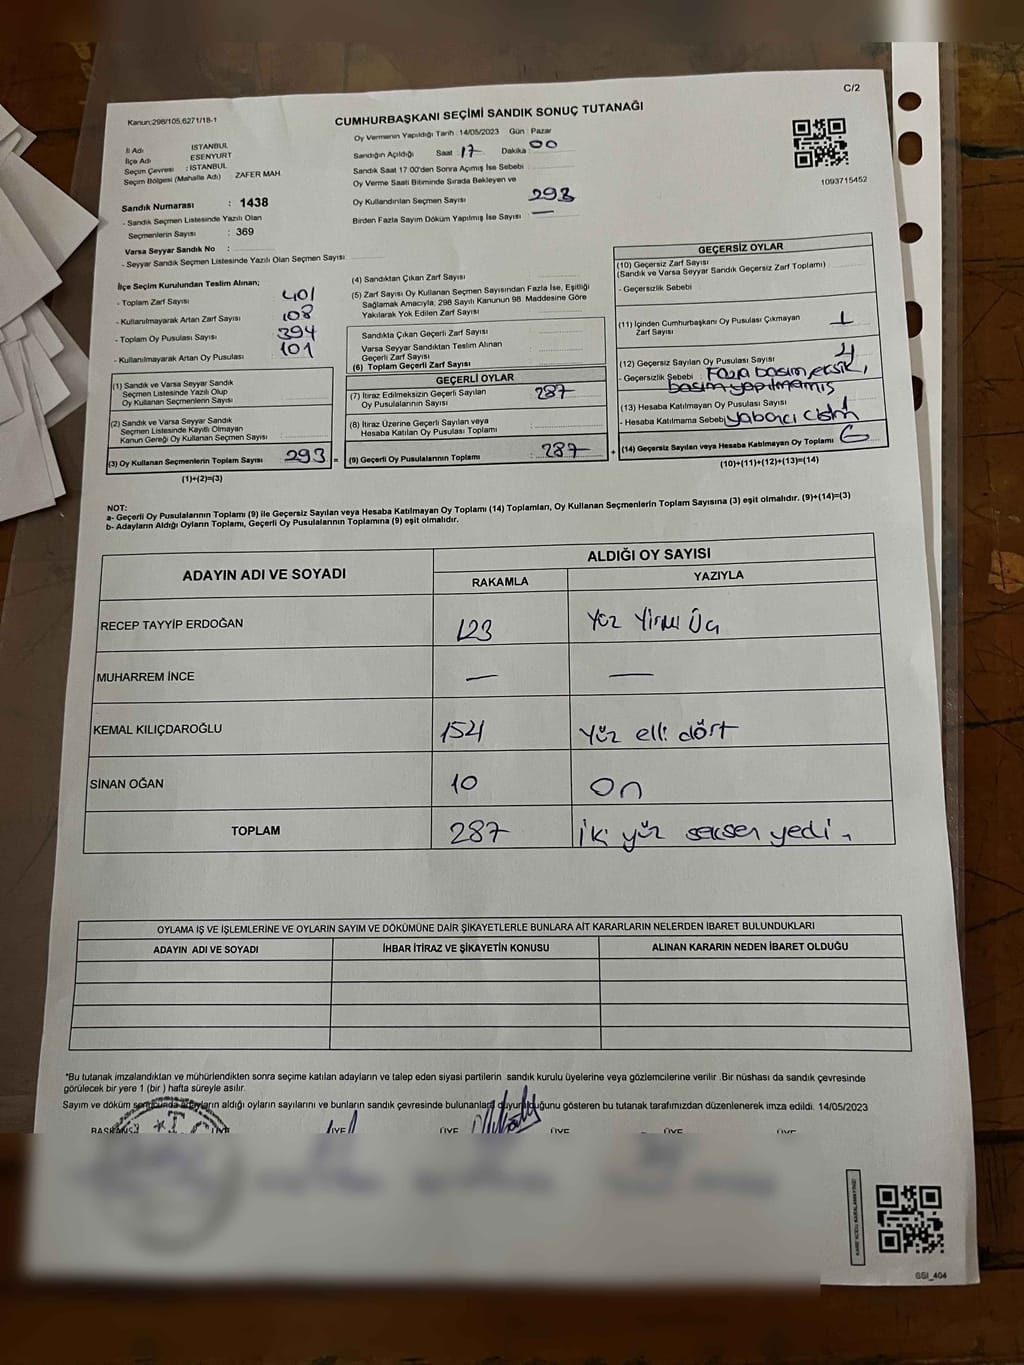 C/2
Kanun:298/105,6271/18-1
CUMHURBAŞKANI SEÇİMİ SANDIK SONUÇ TUTANAĞI
Oy Vermenin Yapıldığı Tarih : 14/05/2023 Gün : Pazar
İl Adı İSTANBUL
İlçe Adı ESENYURT
Seçim Çevresi : İSTANBUL
Seçim Bölgesi (Mahalle Adı) ZAFER MAH
Sandığın Açıldığı Saat : 17 Dakika : 00
Sandık Saat 17:00'den Sonra Açımış İse Sebebi
Oy Verme Saati Bitiminde Sırada Bekleyen ve
Oy Kullandırılan Seçmen Sayısı 293
Birden Fazla Sayım Döküm Yapılmış İse Sayısı —
1093715452
Sandık Numarası : 1438
- Sandık Seçmen Listesinde Yazılı Olan
Seçmenlerin Sayısı : 369
Varsa Seyyar Sandık No :
- Seyyar Sandık Seçmen Listesinde Yazılı Olan Seçmen Sayısı
İlçe Seçim Kurulundan Teslim Alınan;
- Toplam Zarf Sayısı 401
- Kullanılmayarak Artan Zarf Sayısı 108
- Toplam Oy Pusulası Sayısı 394
- Kullanılmayarak Artan Oy Pusulası 101
(1) Sandık ve Varsa Seyyar Sandık
Seçmen Listesinde Yazılı Olup
Oy Kullanan Seçmenlerin Sayısı
(2) Sandık ve Varsa Seyyar Sandık
Seçmen Listesinde Kayıtlı Olmayan
Kanun Gereği Oy Kullanan Seçmen Sayısı
(3) Oy Kullanan Seçmenlerin Toplam Sayısı 293 =
(1)+(2)=(3)
(4) Sandıktan Çıkan Zarf Sayısı
(5) Zarf Sayısı Oy Kullanan Seçmen Sayısından Fazla İse, Eşitliği
Sağlamak Amacıyla, 298 Sayılı Kanunun 98. Maddesine Göre
Yakılarak Yok Edilen Zarf Sayısı
Sandıkta Çıkan Geçerli Zarf Sayısı
Varsa Seyyar Sandıktan Teslim Alınan
Geçerli Zarf Sayısı
(6) Toplam Geçerli Zarf Sayısı
GEÇERLİ OYLAR
(7) İtiraz Edilmeksizin Geçerli Sayılan
Oy Pusulalarının Sayısı 287
(8) İtiraz Üzerine Geçerli Sayılan veya
Hesaba Katılan Oy Pusulası Toplamı
(9) Geçerli Oy Pusulalarının Toplamı : 287 +
GEÇERSİZ OYLAR
(10) Geçersiz Zarf Sayısı
(Sandık ve Varsa Seyyar Sandık Geçersiz Zarf Toplamı)
- Geçersizlik Sebebi
(11) İçinden Cumhurbaşkanı Oy Pusulası Çıkmayan
Zarf Sayısı 1
(12) Geçersiz Sayılan Oy Pusulası Sayısı 4
- Geçersizlik Sebebi : Fazla basım, eksik,
basım yapılmamış
(13) Hesaba Katılmayan Oy Pusulası Sayısı 1
- Hesaba Katılmama Sebebi yabancı cisim
(14) Geçersiz Sayılan veya Hesaba Katılmayan Oy Toplamı 6
(10)+(11)+(12)+(13)=(14)
NOT:
a- Geçerli Oy Pusulalarının Toplamı (9) ile Geçersiz Sayılan veya Hesaba Katılmayan Oy Toplamı (14) Toplamları, Oy Kullanan Seçmenlerin Toplam Sayısına (3) eşit olmalıdır. (9)+(14)=(3)
b- Adayların Aldığı Oyların Toplamı, Geçerli Oy Pusulalarının Toplamına (9) eşit olmalıdır.
ADAYIN ADI VE SOYADI
ALDIĞI OY SAYISI
RAKAMLA YAZIYLA
RECEP TAYYİP ERDOĞAN 123 Yüz Yirmi Üç
MUHARREM İNCE — —
KEMAL KILIÇDAROĞLU 154 Yüz elli dört
SİNAN OĞAN 10 On
TOPLAM 287 İki yüz seksen yedi.
OYLAMA İŞ VE İŞLEMLERİNE VE OYLARIN SAYIM VE DÖKÜMÜNE DAİR ŞİKAYETLERLE BUNLARA AİT KARARLARIN NELERDEN İBARET BULUNDUKLARI
ADAYIN ADI VE SOYADI İHBAR İTİRAZ VE ŞİKAYETİN KONUSU ALINAN KARARIN NEDEN İBARET OLDUĞU
*Bu tutanak imzalandıktan ve mühürlendikten sonra seçime katılan adayların ve talep eden siyasi partilerin sandık kurulu üyelerine veya gözlemcilerine verilir .Bir nüshası da sandık çevresinde
görülecek bir yere 1 (bir ) hafta süreyle asılır.
Sayım ve döküm sonucunda adayların aldığı oyların sayılarını ve bunların sandık çevresinde bulunanlara duyurulduğunu gösteren bu tutanak tarafımızdan düzenlenerek imza edildi. 14/05/2023
BAŞKAN ÜYE ÜYE ÜYE ÜYE ÜYE ÜYE
GSI_404